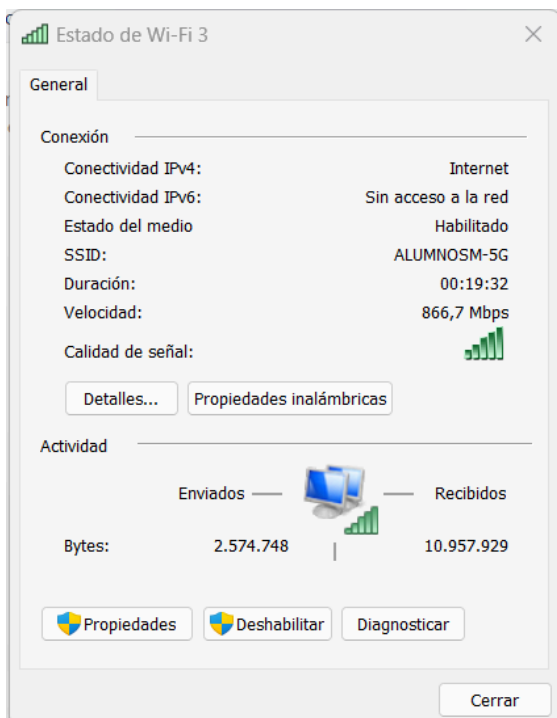 Estado de Wi-Fi 3
General
Conexión
Conectividad IPv4: Internet
Conectividad IPv6: Sin acceso a la red
Estado del medio Habilitado
SSID: ALUMNOSM-5G
Duración: 00:19:32
Velocidad: 866,7 Mbps
Calidad de señal:
Detalles... Propiedades inalámbricas
Actividad
Enviados Recibidos
Bytes: 2.574.748 10.957.929
Propiedades Deshabilitar Diagnosticar
Cerrar